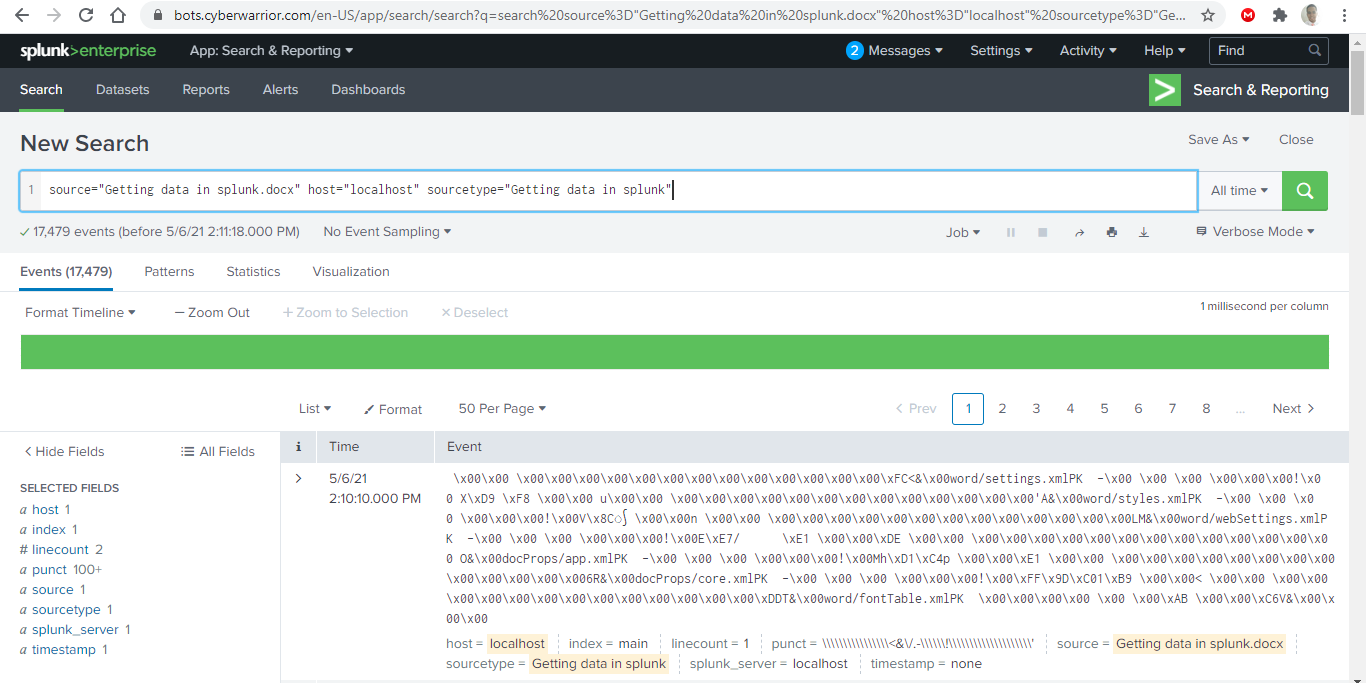 bots.cyberwarrior.com/en-US/app/search/search?q=search%20source%3D"Getting%20data%20in%20splunk.docx"%20host%3D"localhost"%20sourcetype%3D"Ge...
splunk>enterprise App: Search & Reporting 2 Messages Settings Activity Help Find
Search Datasets Reports Alerts Dashboards Search & Reporting
New Search Save As Close
1 source="Getting data in splunk.docx" host="localhost" sourcetype="Getting data in splunk" All time
✓ 17,479 events (before 5/6/21 2:11:18.000 PM) No Event Sampling Job Verbose Mode
Events (17,479) Patterns Statistics Visualization
Format Timeline — Zoom Out + Zoom to Selection × Deselect 1 millisecond per column
List Format 50 Per Page < Prev 1 2 3 4 5 6 7 8 ... Next >
< Hide Fields All Fields i Time Event
SELECTED FIELDS
a host 1
a index 1
# linecount 2
a punct 100+
a source 1
a sourcetype 1
a splunk_server 1
a timestamp 1
> 5/6/21
2:10:10.000 PM
\x00\x00 \x00\x00\x00\x00\x00\x00\x00\x00\x00\x00\x00\x00\x00\xFC<&\x00word/settings.xmlPK –\x00 \x00\x00 \x00\x00\x00!\x0
0 X\xD9 \xF8 \x00\x00 u\x00\x00 \x00\x00\x00\x00\x00\x00\x00\x00\x00\x00\x00'A&\x00word/styles.xmlPK –\x00 \x00 \x0
0 \x00\x00\x00!\x00V\x8C \x00\x00n \x00\x00 \x00\x00\x00\x00\x00\x00\x00\x00\x00\x00\x00\x00LM&\x00word/webSettings.xmlP
K –\x00 \x00 \x00 \x00\x00\x00!\x00E\xE7/ \xE1 \x00\x00\xDE \x00\x00 \x00\x00\x00\x00\x00\x00\x00\x00\x00\x00\x00\x0
0 O&\x00docProps/app.xmlPK –\x00 \x00 \x00 \x00\x00\x00!\x00Mh\xD1\xC4p \x00\x00\xE1 \x00\x00 \x00\x00\x00\x00\x00\x00\x00
\x00\x00\x00\x00\x006R&\x00docProps/core.xmlPK –\x00 \x00 \x00 \x00\x00\x00!\x00\xFF\x9D\xC01\xB9 \x00\x00< \x00\x00 \x00\x00
\x00\x00\x00\x00\x00\x00\x00\x00\x00\x00\xDDT&\x00word/fontTable.xmlPK \x00\x00\x00\x00 \x00 \x00\xAB \x00\x00\xC6V&\x00\x
00\x00
host = localhost index = main linecount = 1 punct = source = Getting data in splunk.docx
sourcetype = Getting data in splunk splunk_server = localhost timestamp = none